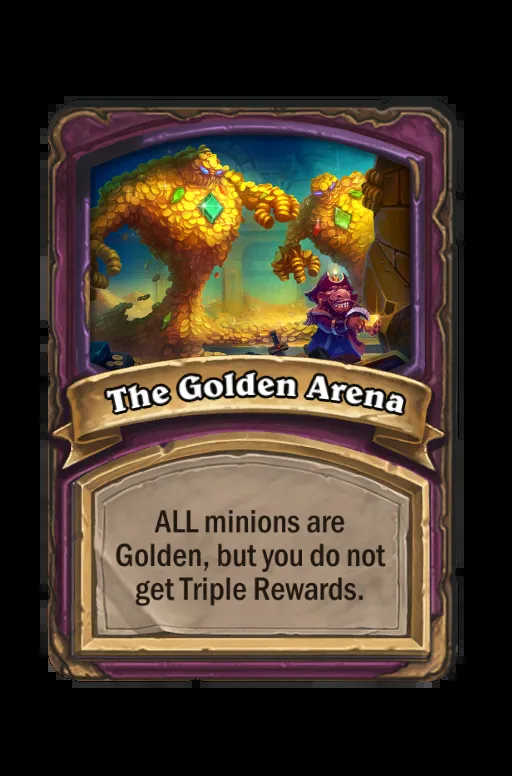 The Golden Arena
ALL minions are
Golden, but you do not
get Triple Rewards.